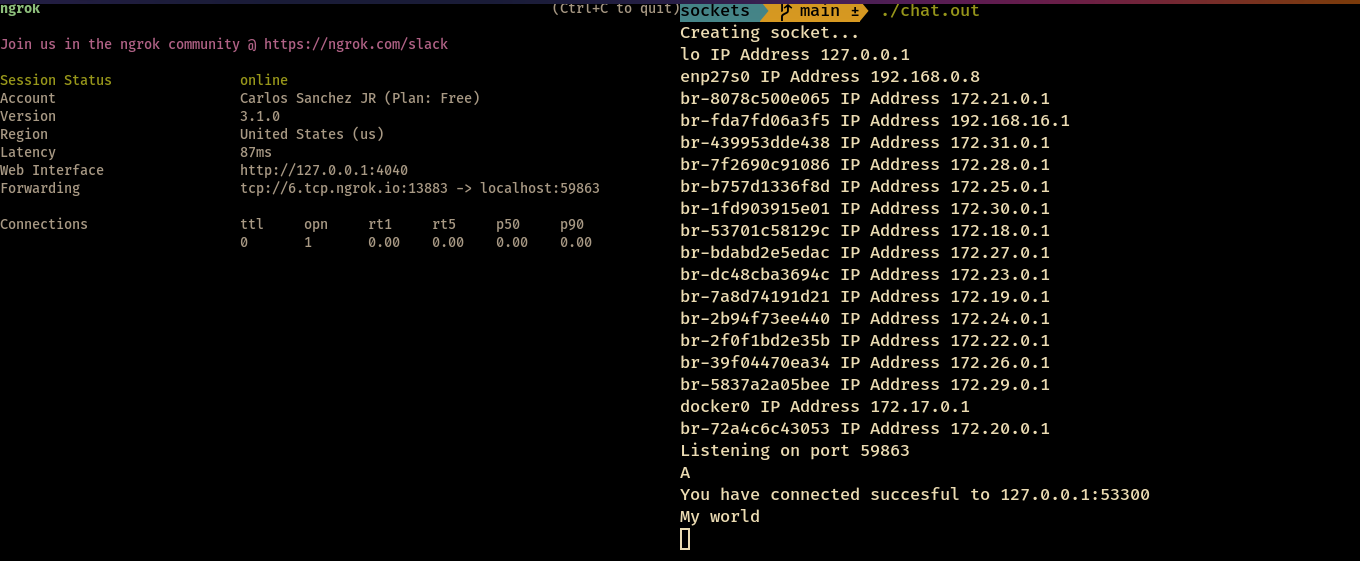 ngrok (Ctrl+C to quit)
Join us in the ngrok community @ https://ngrok.com/slack
Session Status online
Account Carlos Sanchez JR (Plan: Free)
Version 3.1.0
Region United States (us)
Latency 87ms
Web Interface http://127.0.0.1:4040
Forwarding tcp://6.tcp.ngrok.io:13883 -> localhost:59863
Connections ttl opn rt1 rt5 p50 p90
0 1 0.00 0.00 0.00 0.00
sockets main ± ./chat.out
Creating socket...
lo IP Address 127.0.0.1
enp27s0 IP Address 192.168.0.8
br-8078c500e065 IP Address 172.21.0.1
br-fda7fd06a3f5 IP Address 192.168.16.1
br-439953dde438 IP Address 172.31.0.1
br-7f2690c91086 IP Address 172.28.0.1
br-b757d1336f8d IP Address 172.25.0.1
br-1fd903915e01 IP Address 172.30.0.1
br-53701c58129c IP Address 172.18.0.1
br-bdabd2e5edac IP Address 172.27.0.1
br-dc48cba3694c IP Address 172.23.0.1
br-7a8d74191d21 IP Address 172.19.0.1
br-2b94f73ee440 IP Address 172.24.0.1
br-2f0f1bd2e35b IP Address 172.22.0.1
br-39f04470ea34 IP Address 172.26.0.1
br-5837a2a05bee IP Address 172.29.0.1
docker0 IP Address 172.17.0.1
br-72a4c6c43053 IP Address 172.20.0.1
Listening on port 59863
A
You have connected succesful to 127.0.0.1:53300
My world